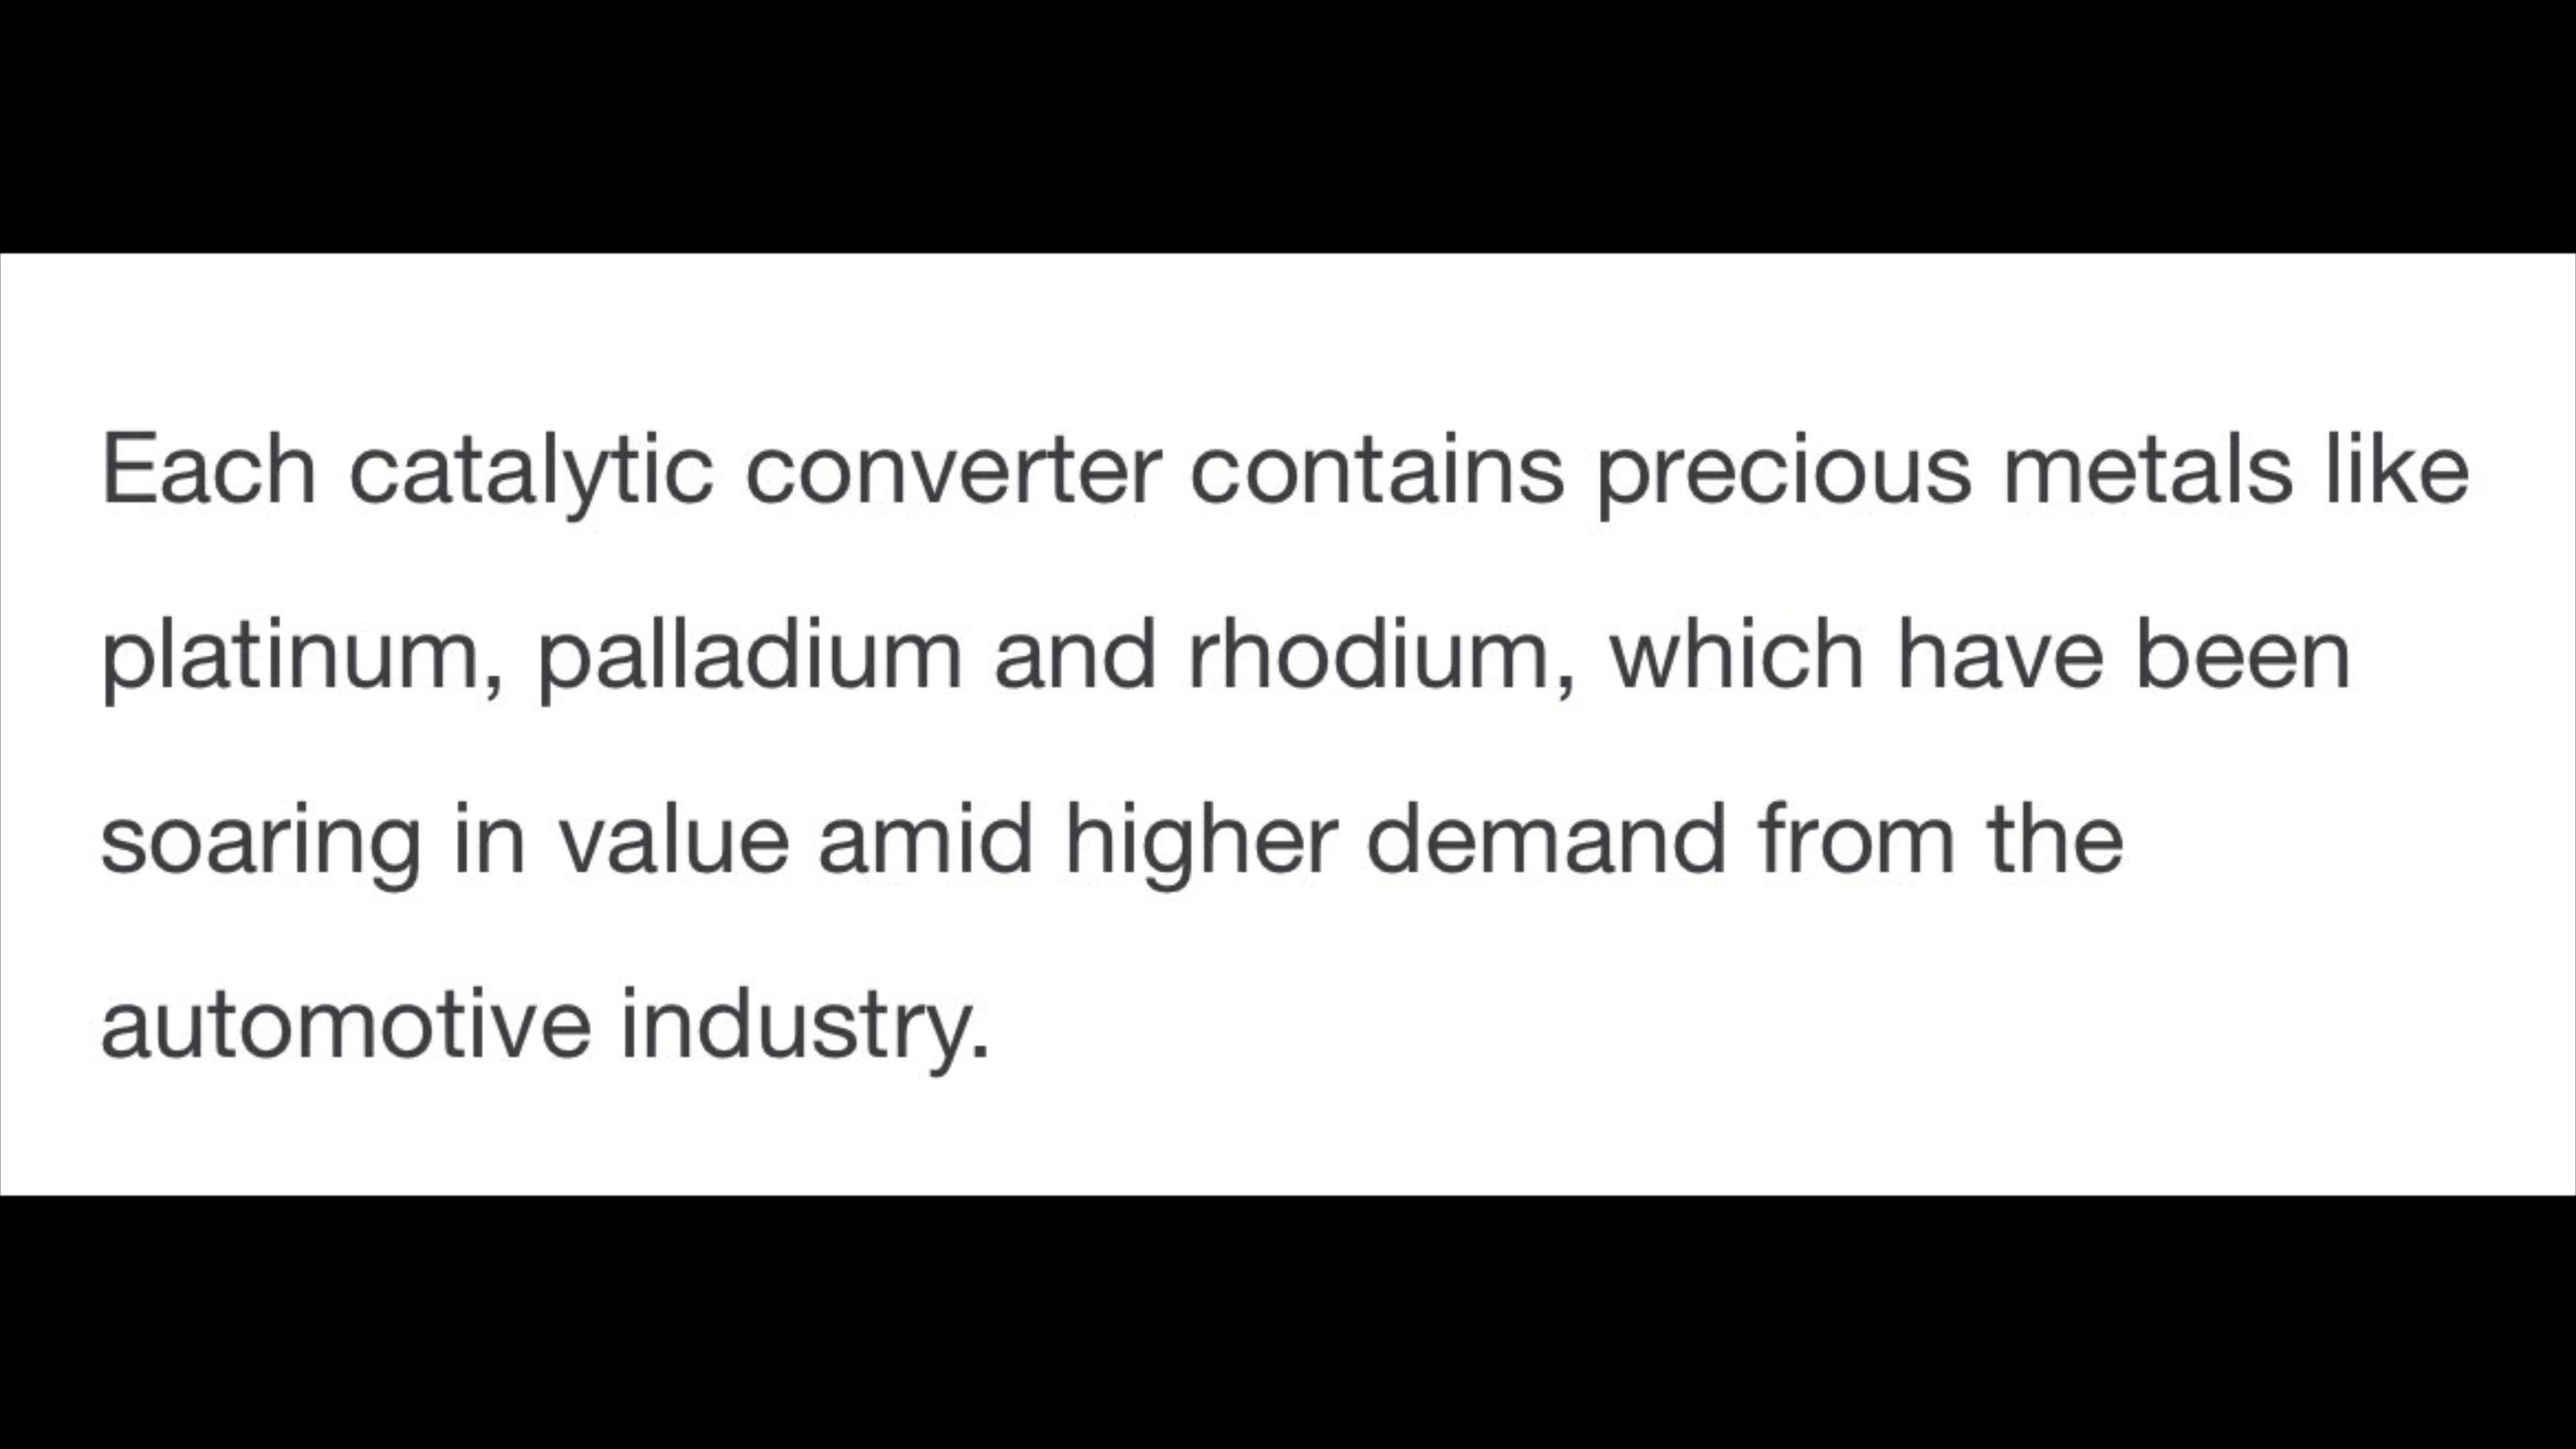 Each catalytic converter contains precious metals like
platinum, palladium and rhodium, which have been
soaring in value amid higher demand from the
automotive industry.